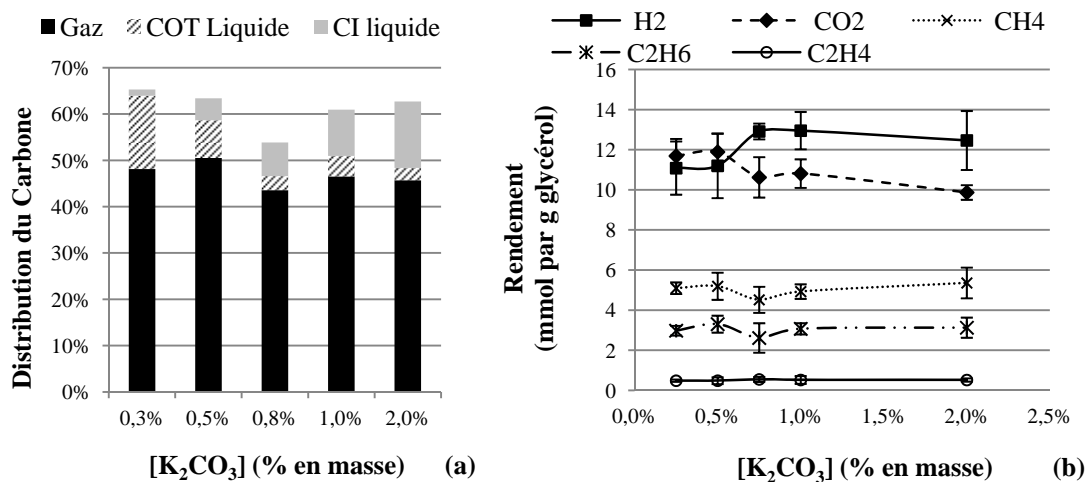 Gaz COT Liquide CI liquide
Distribution du Carbone
70%
60%
50%
40%
30%
20%
10%
0%
0,3% 0,5% 0,8% 1,0% 2,0%
[K₂CO₃] (% en masse) (a)
H2 CO2 CH4
C2H6 C2H4
Rendement
(mmol par g glycérol)
16
14
12
10
8
6
4
2
0
0,0% 0,5% 1,0% 1,5% 2,0% 2,5%
[K₂CO₃] (% en masse) (b)